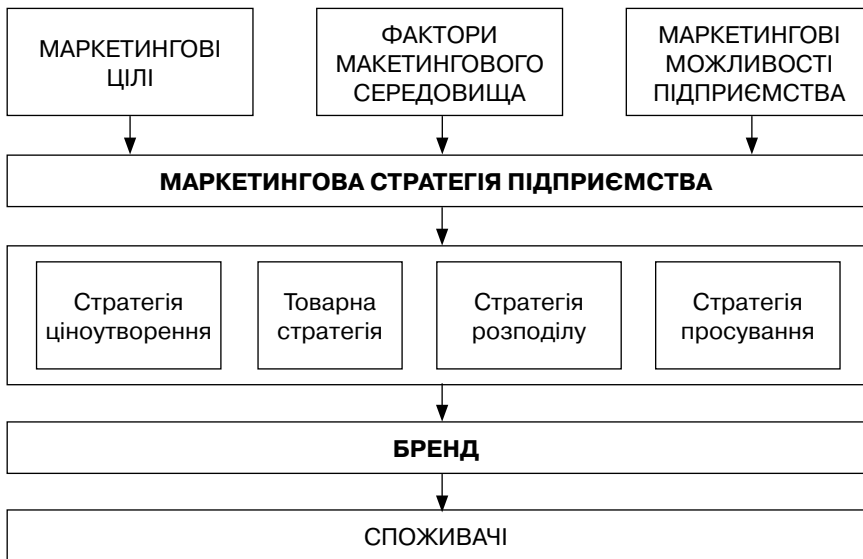 МАРКЕТИНГОВІ
ЦІЛІ
ФАКТОРИ
МАКЕТИНГОВОГО
СЕРЕДОВИЩА
МАРКЕТИНГОВІ
МОЖЛИВОСТІ
ПІДПРИЄМСТВА
МАРКЕТИНГОВА СТРАТЕГІЯ ПІДПРИЄМСТВА
Стратегія
ціноутворення
Товарна
стратегія
Стратегія
розподілу
Стратегія
просування
БРЕНД
СПОЖИВАЧІ